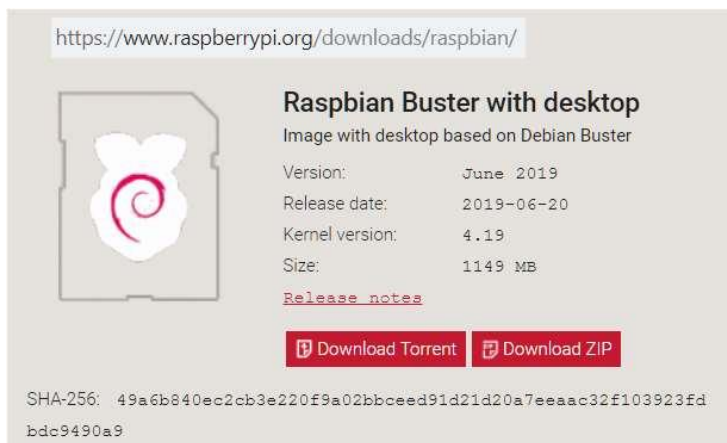 https://www.raspberrypi.org/downloads/raspbian/
Raspbian Buster with desktop
Image with desktop based on Debian Buster
Version: June 2019
Release date: 2019-06-20
Kernel version: 4.19
Size: 1149 MB
Release notes
Download Torrent Download ZIP
SHA-256: 49a6b840ec2cb3e220f9a02bbceed91d21d20a7eeaac32f103923fd
bdc9490a9